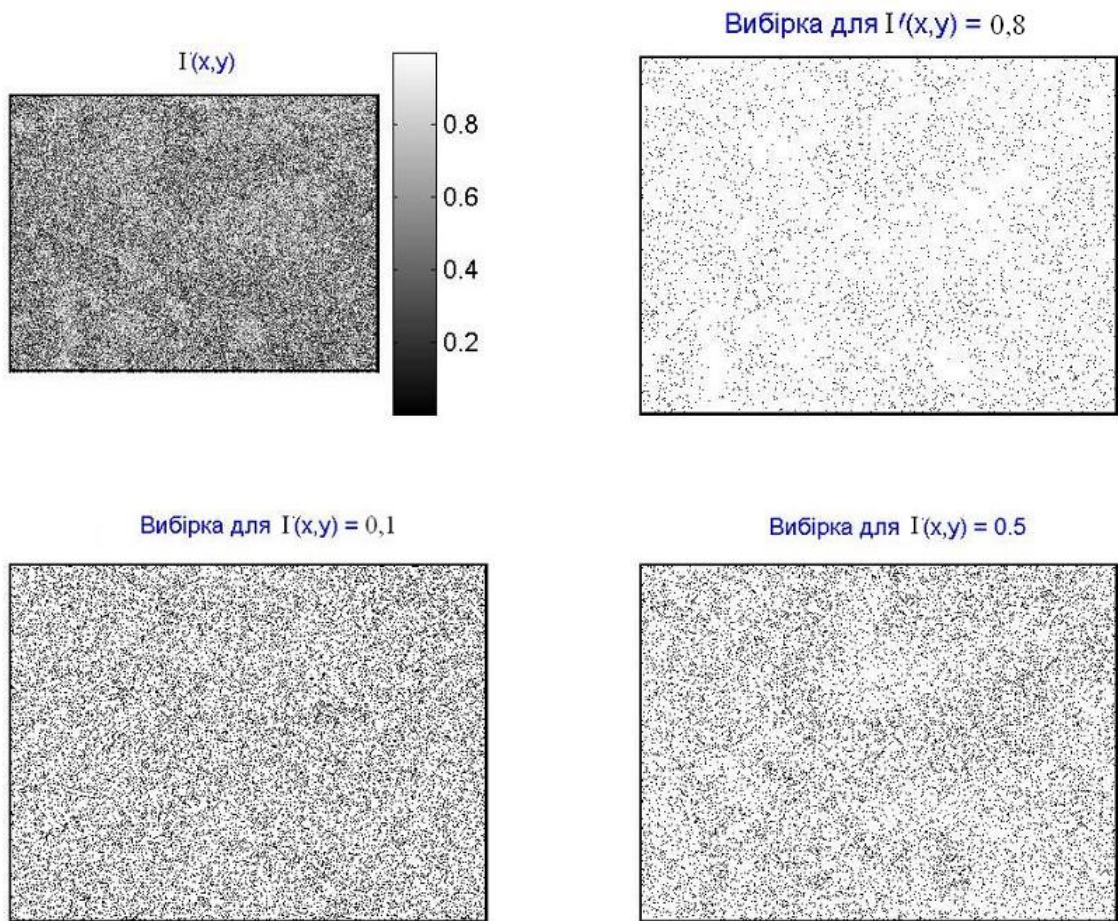 I'(x,y)
0.8
0.6
0.4
0.2
Вибірка для I'(x,y) = 0,8
Вибірка для I'(x,y) = 0,1
Вибірка для I'(x,y) = 0.5